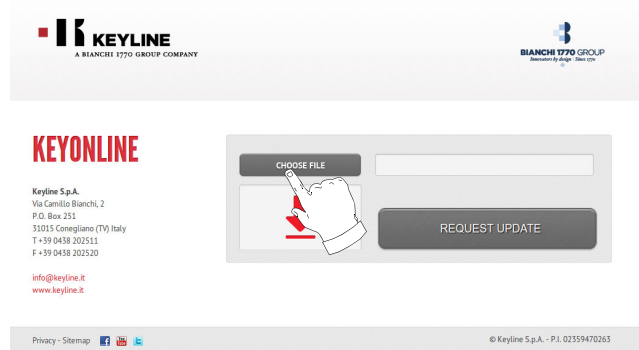 KEYLINE
A BIANCHI 1770 GROUP COMPANY
BIANCHI 1770 GROUP
Innovators by design - Since 1770
KEYONLINE
Keyline S.p.A.
Via Camillo Bianchi, 2
P.O. Box 251
31015 Conegliano (TV) Italy
T +39 0438 202511
F +39 0438 202520
info@keyline.it
www.keyline.it
CHOOSE FILE
REQUEST UPDATE
Privacy - Sitemap
© Keyline S.p.A. - P.I. 02359470263